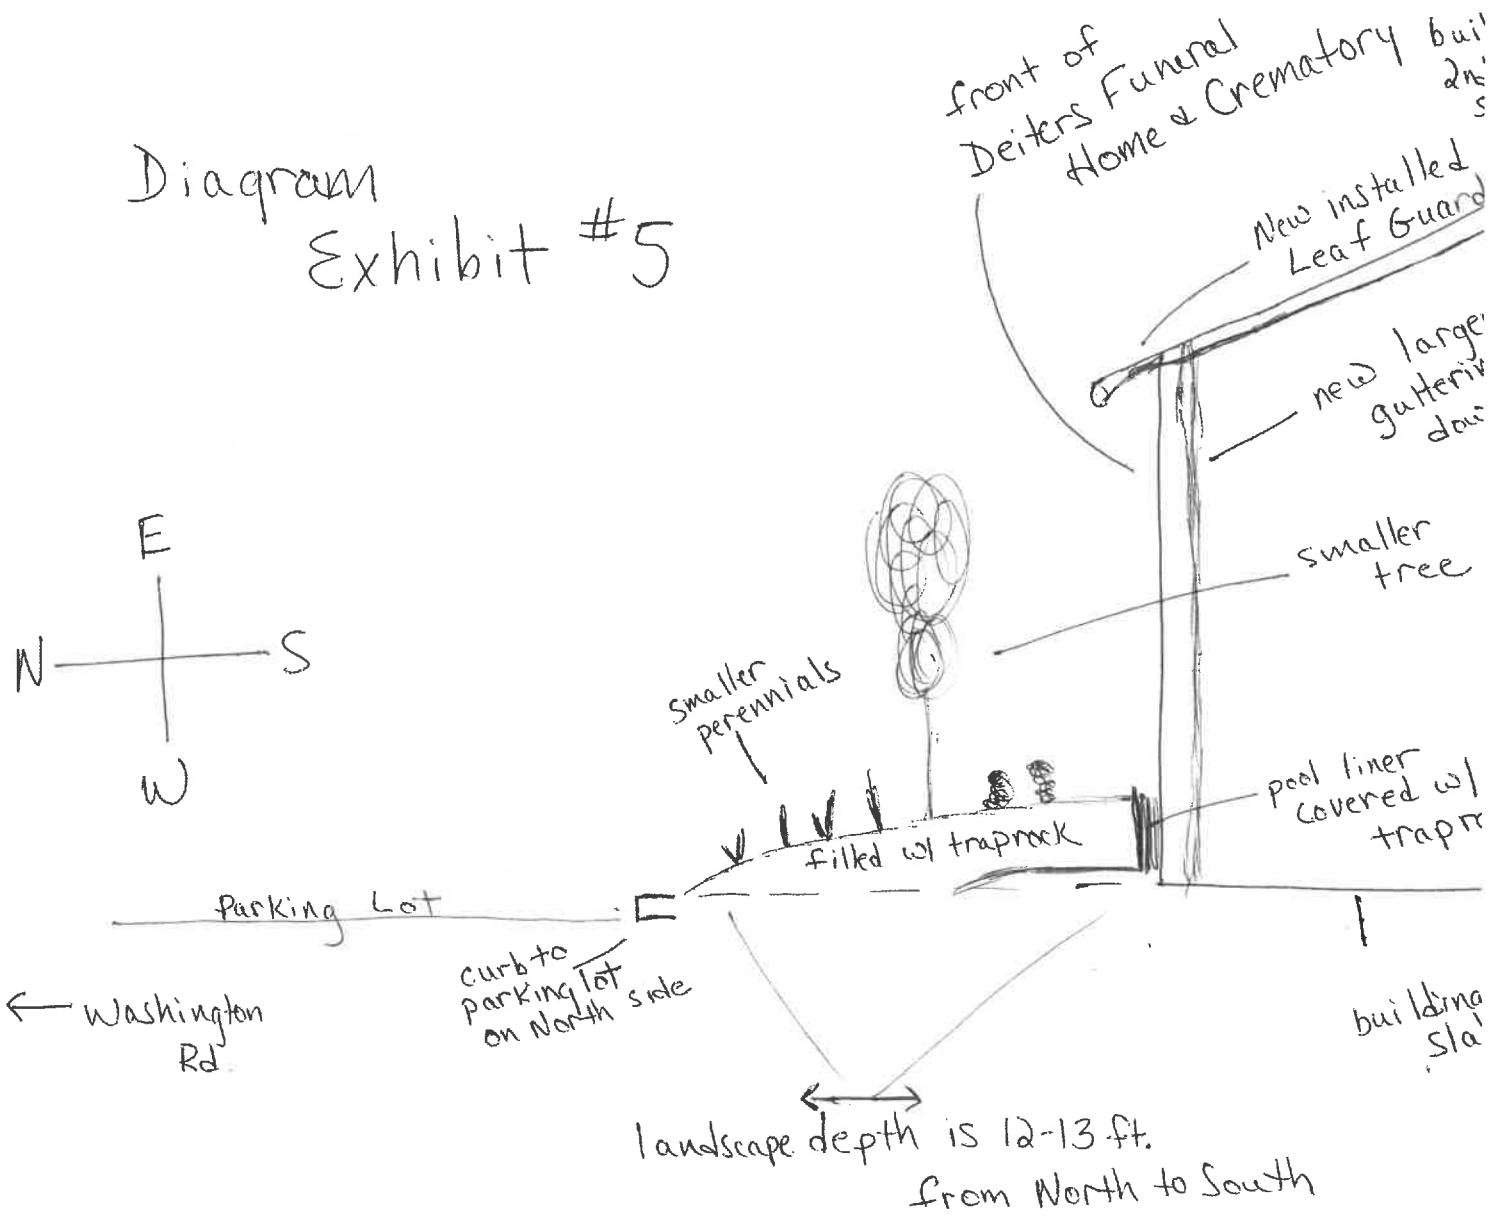 Diagram
Exhibit #5
front of
Deiters Funeral
Home & Crematory
New installed
Leaf Guard
new
down
smaller
tree
E
N
S
W
smaller
perennials
pool liner
covered w/
filled w/ traprock
Parking Lot
curb to
parking lot
on North side
← Washington
Rd.
building
landscape depth is 12-13 ft.
from North to South